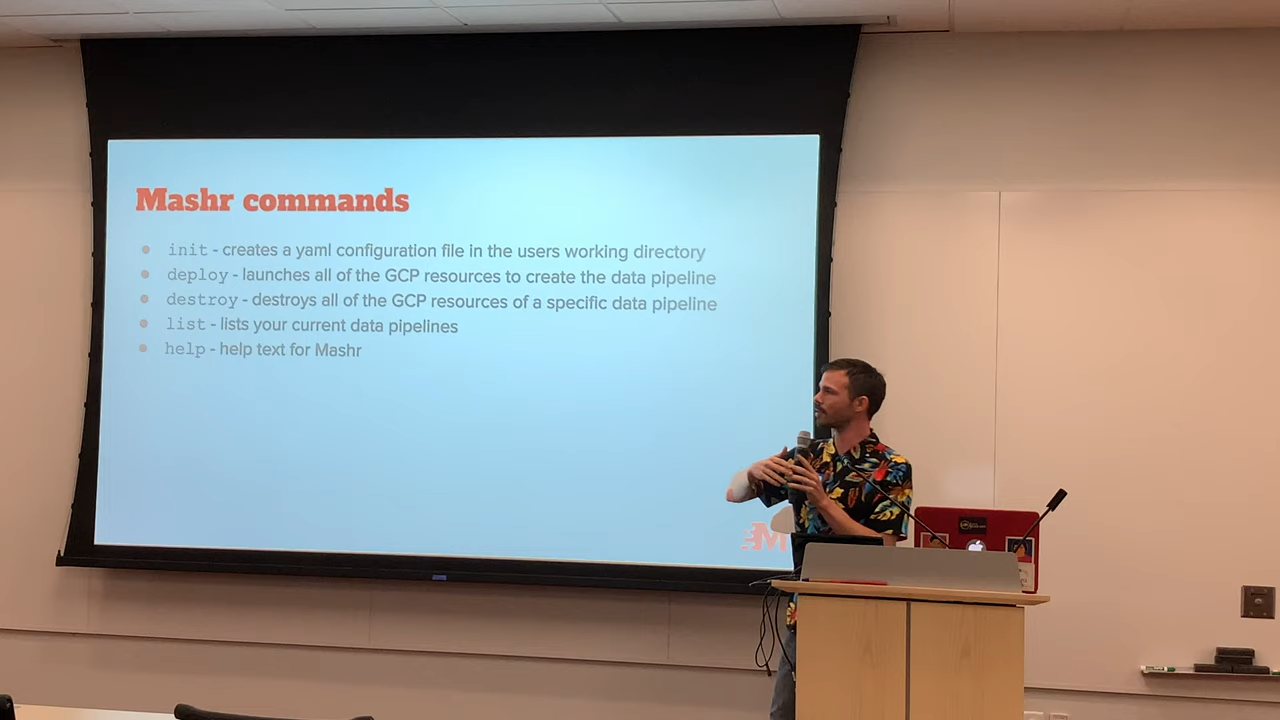 Mashr commands
init - creates a yaml configuration file in the users working directory
deploy - launches all of the GCP resources to create the data pipeline
destroy - destroys all of the GCP resources of a specific data pipeline
list - lists your current data pipelines
help - help text for Mashr
M